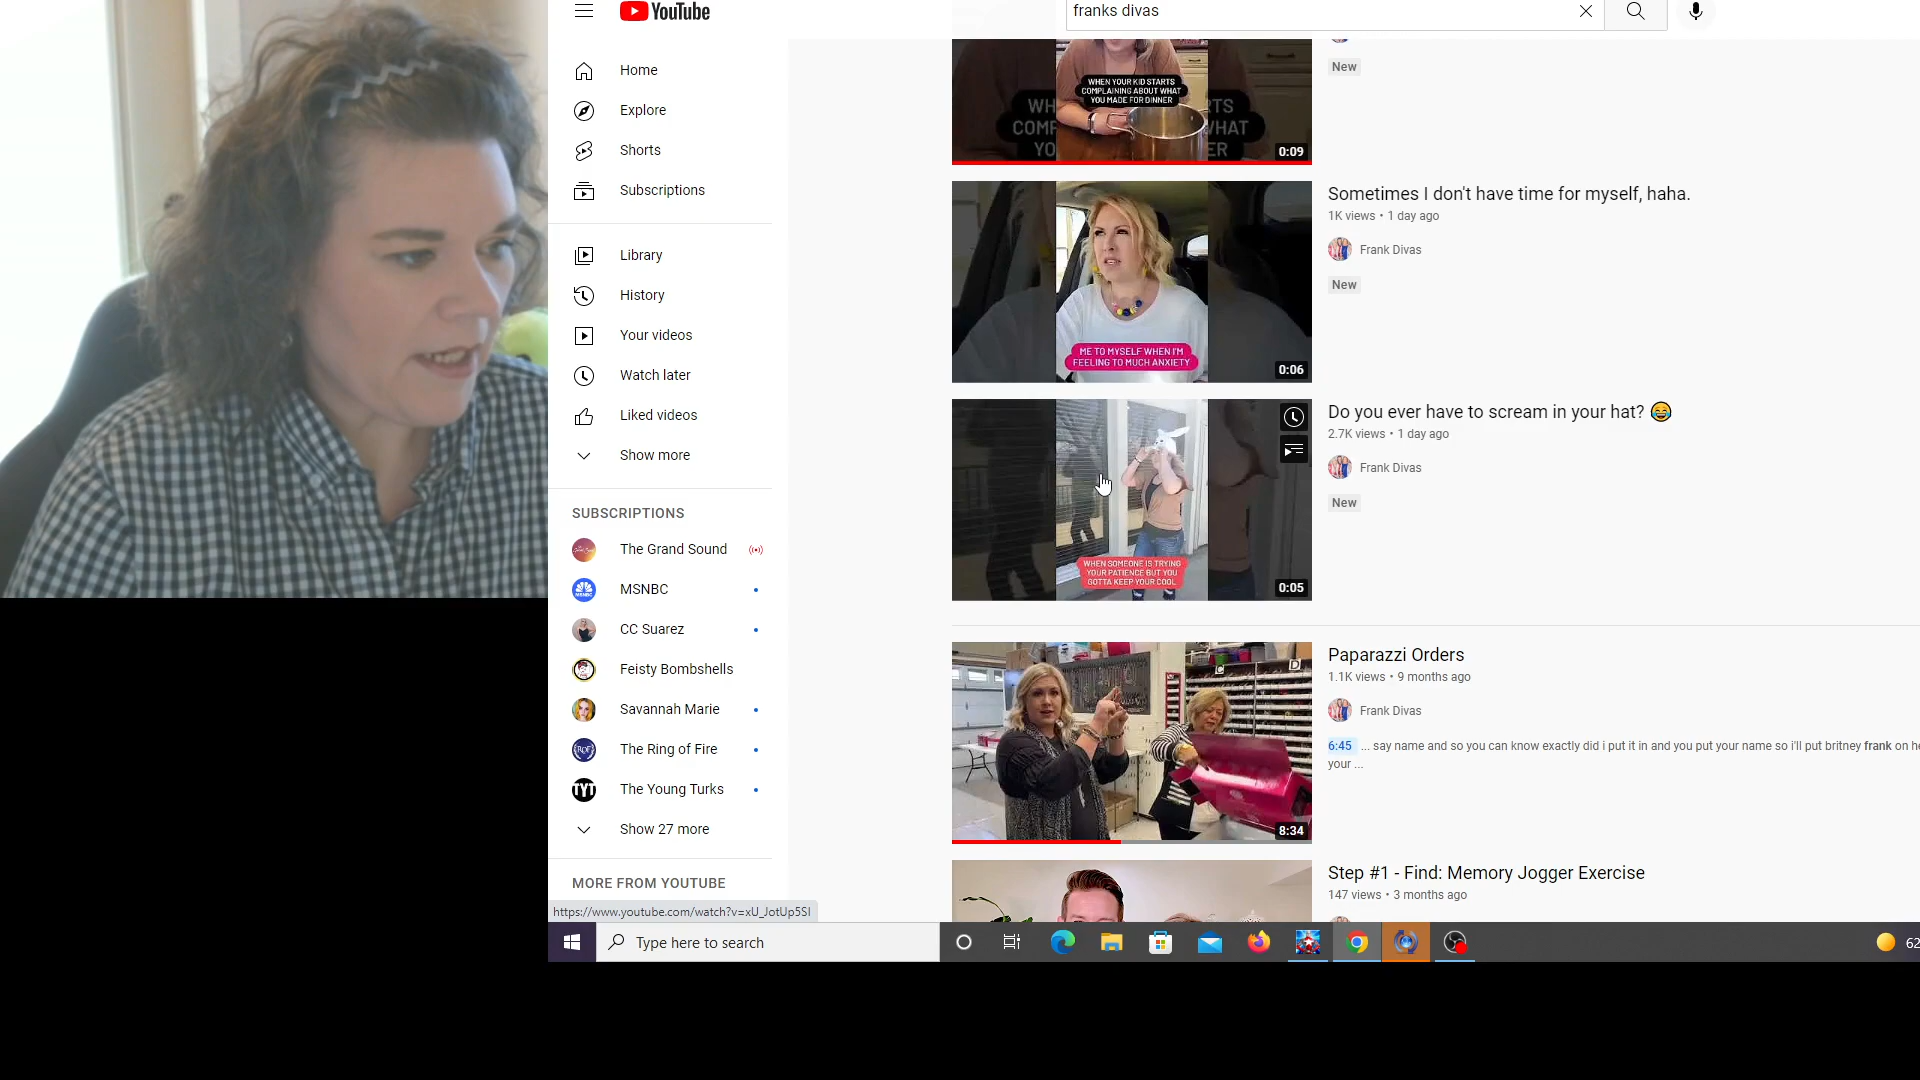 YouTube
franks divas
Home
Explore
Shorts
Subscriptions
Library
History
Your videos
Watch later
Liked videos
Show more
SUBSCRIPTIONS
The Grand Sound
MSNBC
CC Suarez
Feisty Bombshells
Savannah Marie
The Ring of Fire
The Young Turks
Show 27 more
MORE FROM YOUTUBE
https://www.youtube.com/watch?v=xU_JotUp5SI
WHEN YOUR KID STARTS
COMPLAINING ABOUT WHAT
YOU MADE FOR DINNER
0:09
New
ME TO MYSELF WHEN I'M
FEELING TO MUCH ANXIETY
0:06
Sometimes I don't have time for myself, haha.
1K views • 1 day ago
Frank Divas
New
WHEN SOMEONE IS TRYING
YOUR PATIENCE BUT YOU
GOTTA KEEP YOUR COOL
0:05
Do you ever have to scream in your hat? 😂
2.7K views • 1 day ago
Frank Divas
New
C
D
8:34
Paparazzi Orders
1.1K views • 9 months ago
Frank Divas
6:45 ... say name and so you can know exactly did i put it in and you put your name so i'll put britney frank on he
your ...
Step #1 - Find: Memory Jogger Exercise
147 views • 3 months ago
Type here to search
TYT
62